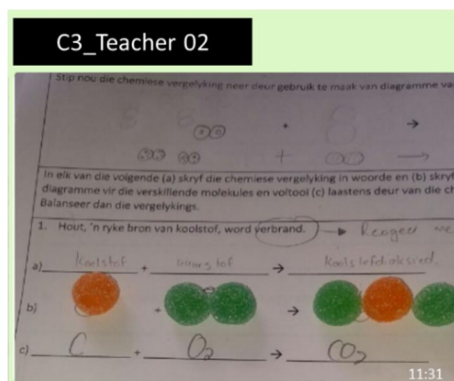 C3_Teacher 02
Stip nou die chemiese vergelyking neer deur gebruik te maak van diagramme va
+ →
+ →
In elk van die volgende (a) skryf die chemiese vergelyking in woorde en (b) skryf
diagramme vir die verskillende molekules en voltooi (c) laastens deur van die ch
Balanseer dan die vergelykings.
1. Hout, 'n ryke bron van koolstof, word verbrand. → Reageer me
a) koolstof + suurstof → koolstofdioksied
b) + →
c) C + O₂ → CO₂
11:31